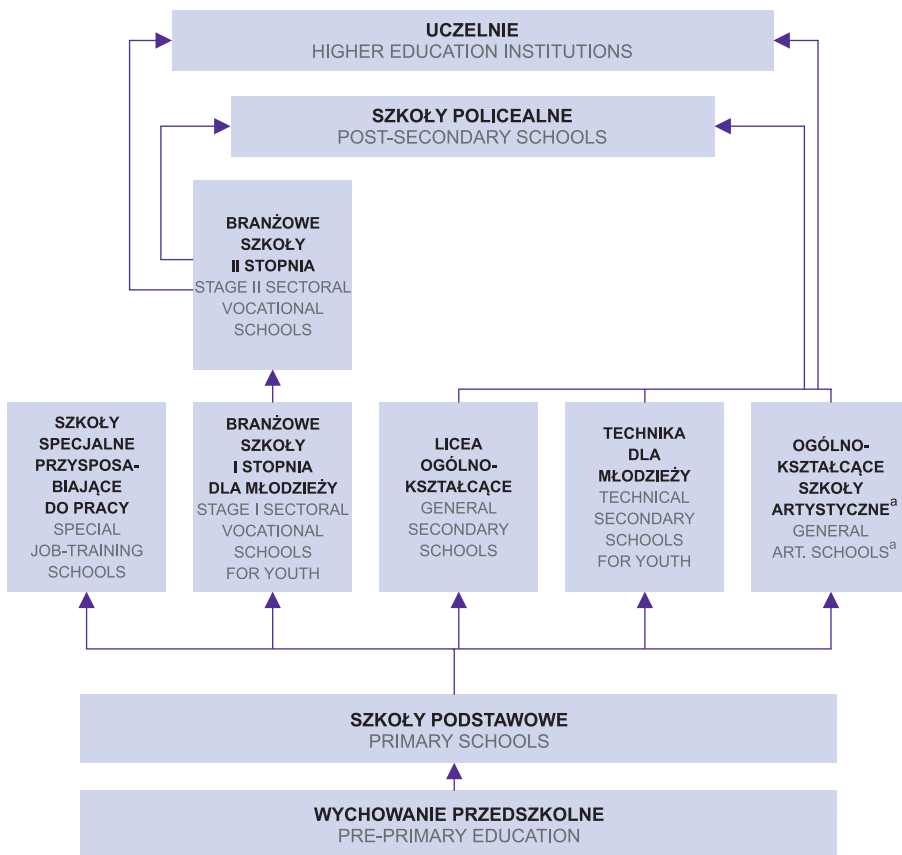 UCZELNIE
HIGHER EDUCATION INSTITUTIONS
SZKOŁY POLICEALNE
POST-SECONDARY SCHOOLS
BRANŻOWE
SZKOŁY
II STOPNIA
STAGE II SECTORAL
VOCATIONAL
SCHOOLS
SZKOŁY
SPECJALNE
PRZYSPOSA-
BIAJĄCE
DO PRACY
SPECIAL
JOB-TRAINING
SCHOOLS
BRANŻOWE
SZKOŁY
I STOPNIA
DLA MŁODZIEŻY
STAGE I SECTORAL
VOCATIONAL
SCHOOLS
FOR YOUTH
LICEA
OGÓLNO-
KSZTAŁCĄCE
GENERAL
SECONDARY
SCHOOLS
TECHNIKA
DLA
MŁODZIEŻY
TECHNICAL
SECONDARY
SCHOOLS
FOR YOUTH
OGÓLNO-
KSZTAŁCĄCE
SZKOŁY
ARTYSTYCZNEᵃ
GENERAL
ART. SCHOOLSᵃ
SZKOŁY PODSTAWOWE
PRIMARY SCHOOLS
WYCHOWANIE PRZEDSZKOLNE
PRE-PRIMARY EDUCATION